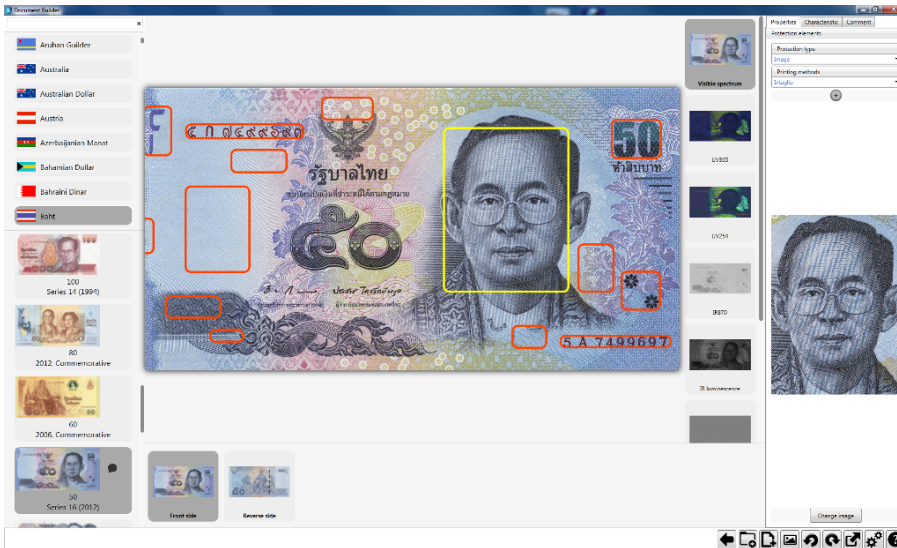 Document Builder
Aruban Guilder
Australia
Australian Dollar
Austria
Azerbaijanian Manat
Bahamian Dollar
Bahraini Dinar
Baht
100
Series 14 (1994)
80
2012, Commemorative
60
2006, Commemorative
50
Series 16 (2012)
รัฐบาลไทย
๕๐
50
ห้าสิบบาท
5 A 7499697
Front side
Reverse side
Visible spectrum
UV365
UV254
IR870
IR luminescence
Properties
Characteristic
Comment
Protection elements
Protection type
Image
Printing methods
Intaglio
Change image